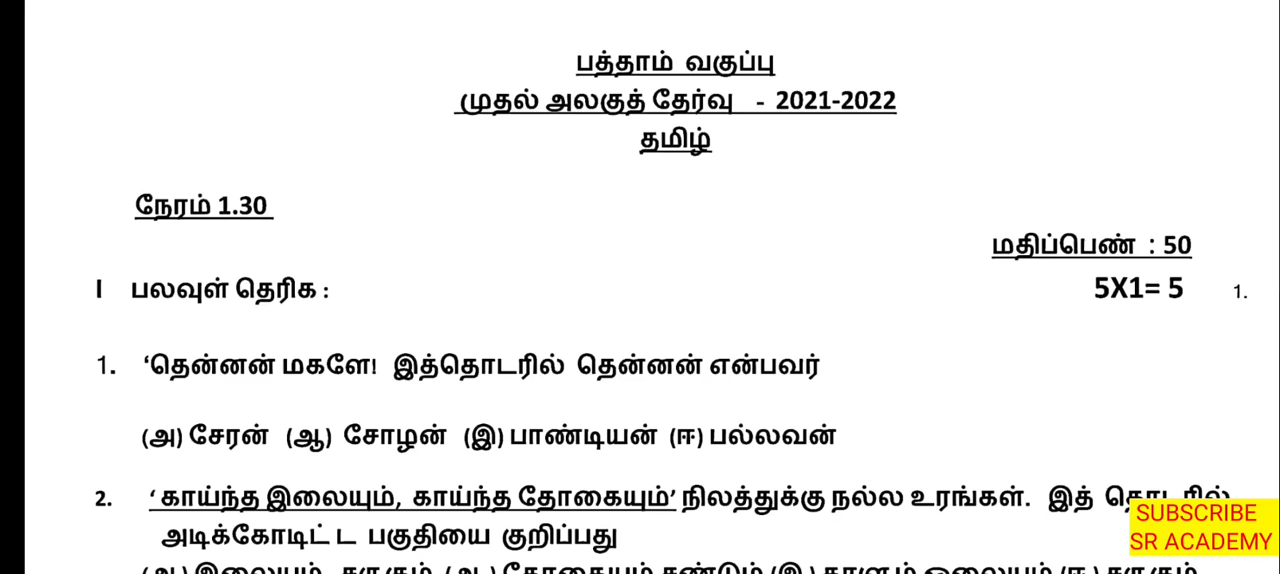 பத்தாம் வகுப்பு
முதல் அலகுத் தேர்வு - 2021-2022
தமிழ்
நேரம் 1.30
மதிப்பெண் : 50
I பலவுள் தெரிக : 5X1= 5 1.
1. ‘தென்னன் மகளே! இத்தொடரில் தென்னன் என்பவர்
(அ) சேரன் (ஆ) சோழன் (இ) பாண்டியன் (ஈ) பல்லவன்
2. ‘ காய்ந்த இலையும், காய்ந்த தோகையும்’ நிலத்துக்கு நல்ல உரங்கள். இத் தொடரில்
SUBSCRIBE
அடிக்கோடிட் ட பகுதியை குறிப்பது
SR ACADEMY